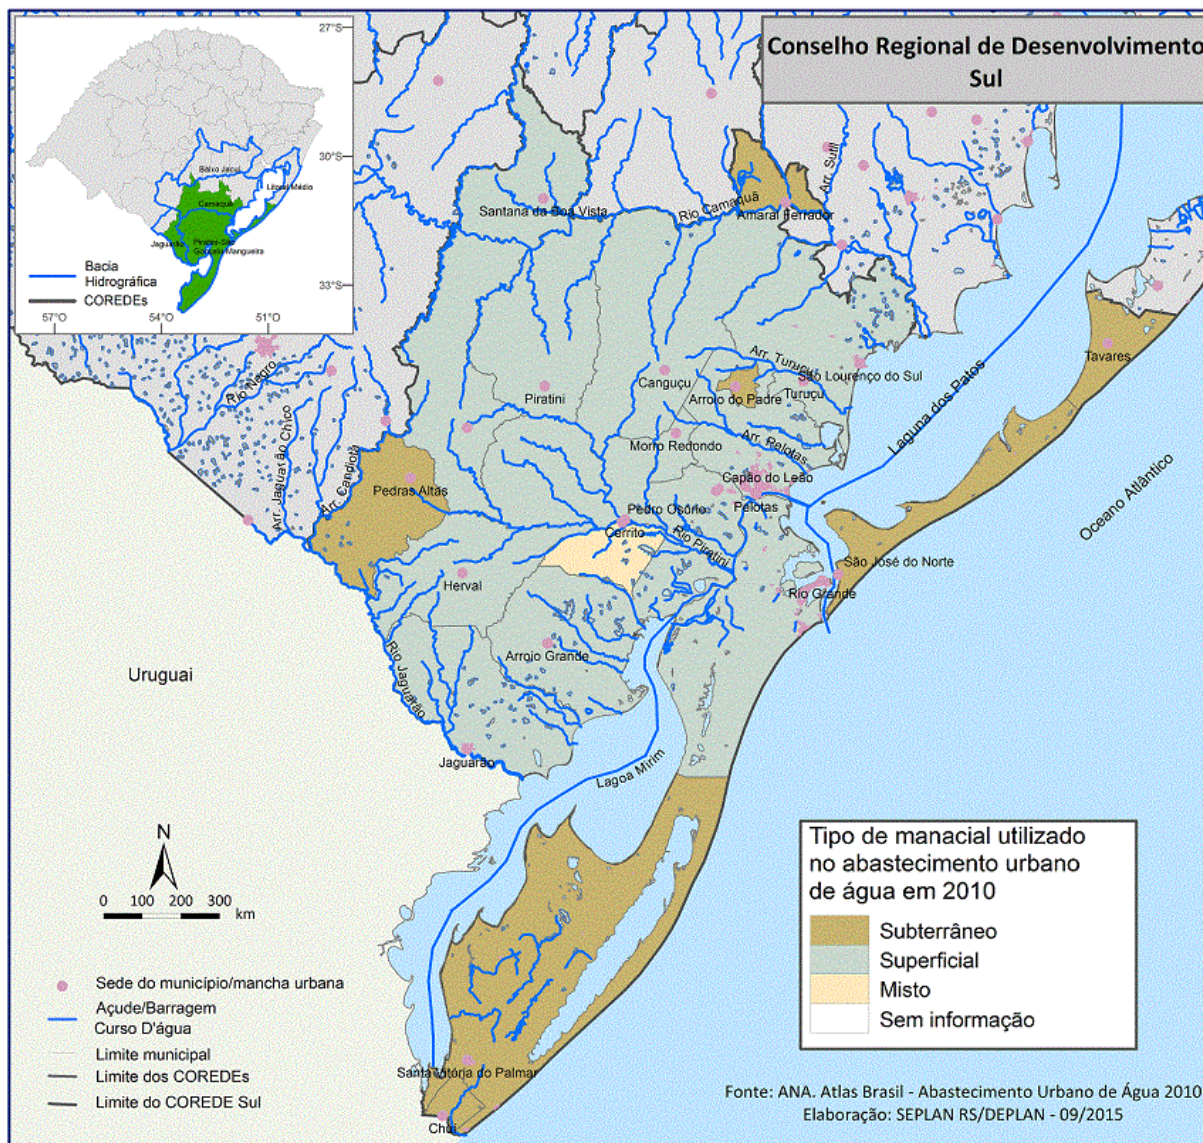 Conselho Regional de Desenvolvimento
Sul
27°S
30°S
33°S
57°O
54°O
51°O
Baixo Jacuí
Litoral Médio
Camaquã
Jaguarão
Piratini-São
Gonçalo-Mangueira
Bacia
Hidrográfica
COREDEs
Santana da Boa Vista
Rio Camaquã
Amaral Ferrador
Arr. Sutil
Tavares
Rio Negro
Arr. Jaguarão Chico
Arr. Candiota
Piratini
Canguçu
Arr. Turuçu
São Lourenço do Sul
Arroio do Padre
Turuçu
Laguna dos Patos
Morro Redondo
Arr. Pelotas
Capão do Leão
Pelotas
Oceano Atlântico
Pedras Altas
Pedro Osório
Cerrito
Rio Piratini
São José do Norte
Rio Grande
Herval
Arroio Grande
Rio Jaguarão
Uruguai
Jaguarão
Lagoa Mirim
N
0 100 200 300
km
Tipo de manacial utilizado
no abastecimento urbano
de água em 2010
Subterrâneo
Superficial
Misto
Sem informação
Sede do município/mancha urbana
Açude/Barragem
Curso D'água
Limite municipal
Limite dos COREDEs
Limite do COREDE Sul
Santa Vitória do Palmar
Chuí
Fonte: ANA. Atlas Brasil - Abastecimento Urbano de Água 2010
Elaboração: SEPLAN RS/DEPLAN - 09/2015